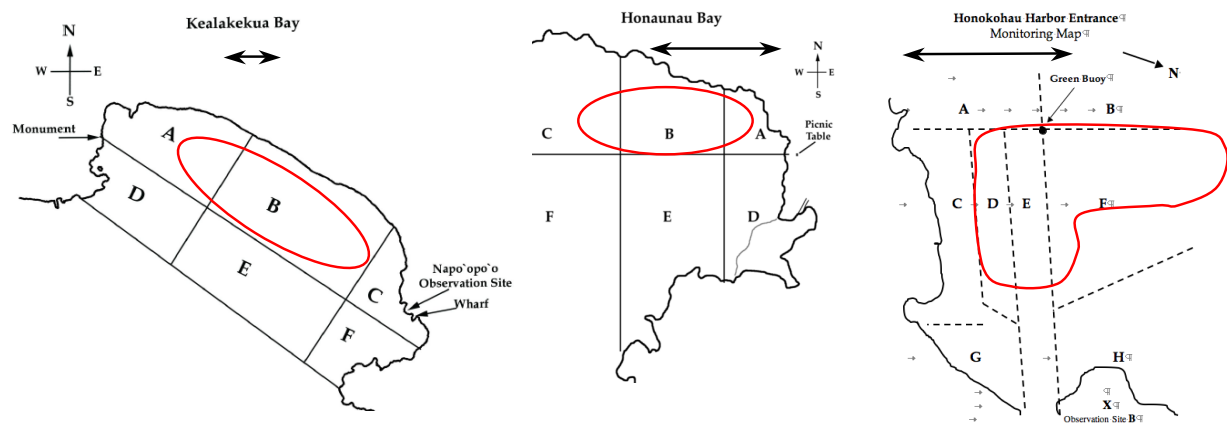 Kealakekua Bay
N
W E
S
Monument
A
B
D
E
C
F
Napo`opo`o
Observation Site
Wharf
Honaunau Bay
N
W E
S
C
B
A
Picnic
Table
F
E
D
Honokohau Harbor Entrance¶
Monitoring Map¶
N
Green Buoy¶
→
A → → → → B¶
→ C → D → E → F¶
→ G → H¶
→ ¶
→ X¶
→ Observation Site B¶